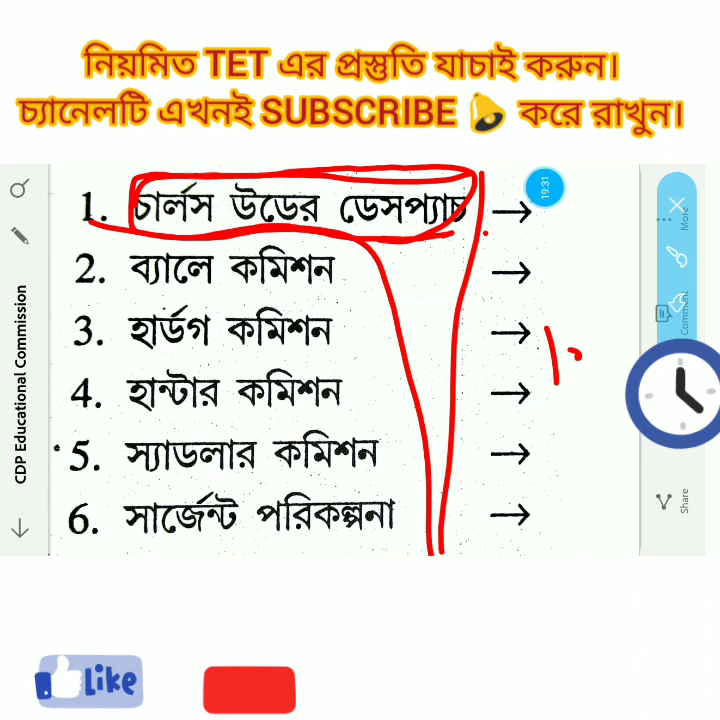 নিয়মিত TET এর প্রস্তুতি যাচাই করুন।
চ্যানেলটি এখনই SUBSCRIBE করে রাখুন।
1. চার্লস উডের ডেসপ্যাচ →
2. ব্যালে কমিশন →
3. হার্ডগ কমিশন →
4. হান্টার কমিশন →
5. স্যাডলার কমিশন →
6. সার্জেন্ট পরিকল্পনা →
CDP Educational Commission
19:31
More
Comment
Share
Like